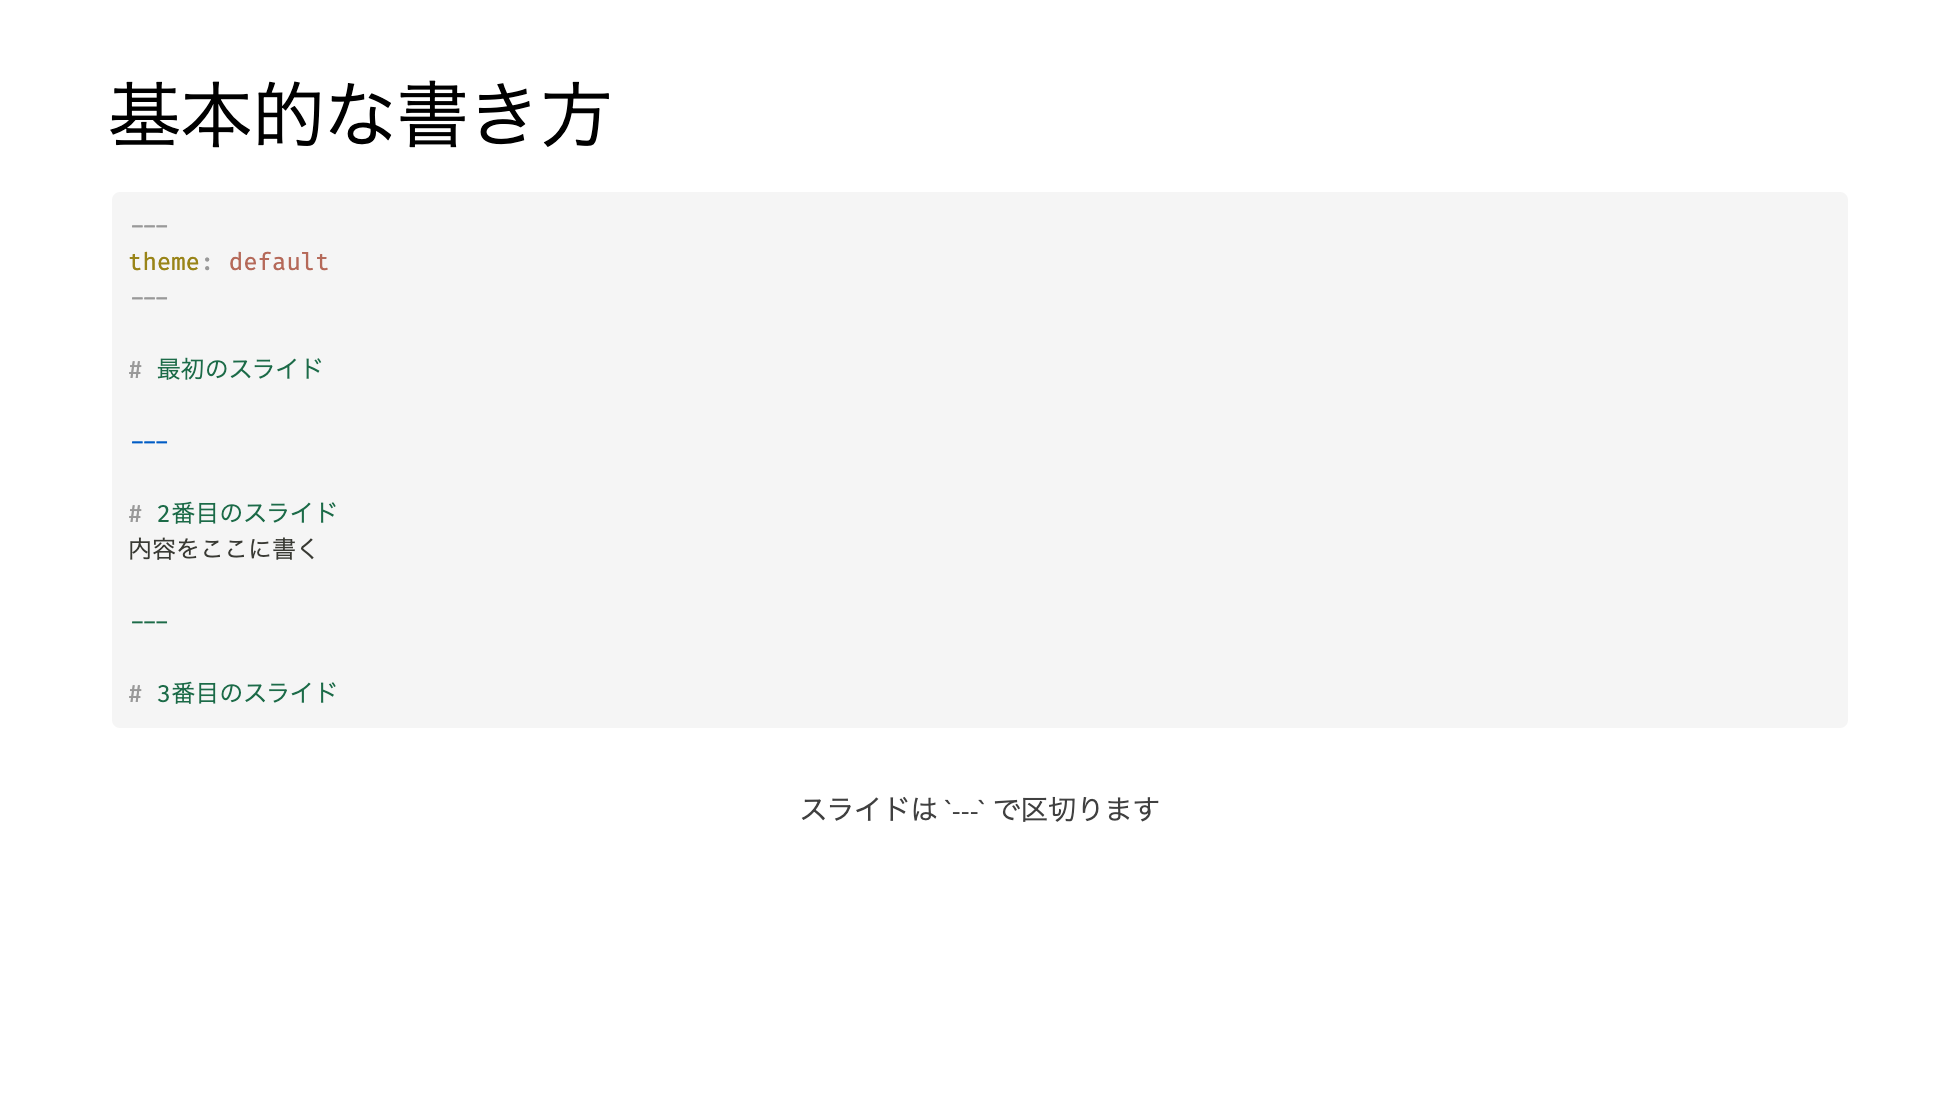 基本的な書き方
---
theme: default
---
# 最初のスライド
---
# 2番目のスライド
内容をここに書く
---
# 3番目のスライド
スライドは `---` で区切ります